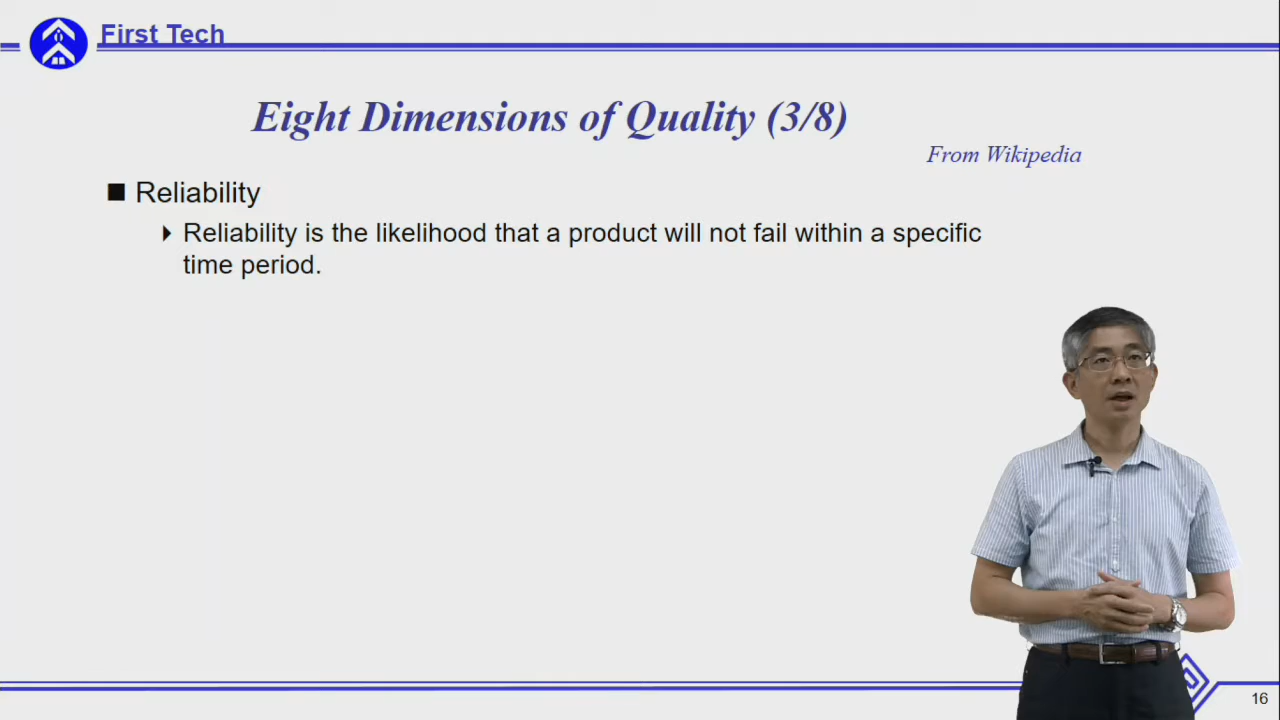 First Tech
Eight Dimensions of Quality (3/8)
From Wikipedia
Reliability
Reliability is the likelihood that a product will not fail within a specific
time period.
16